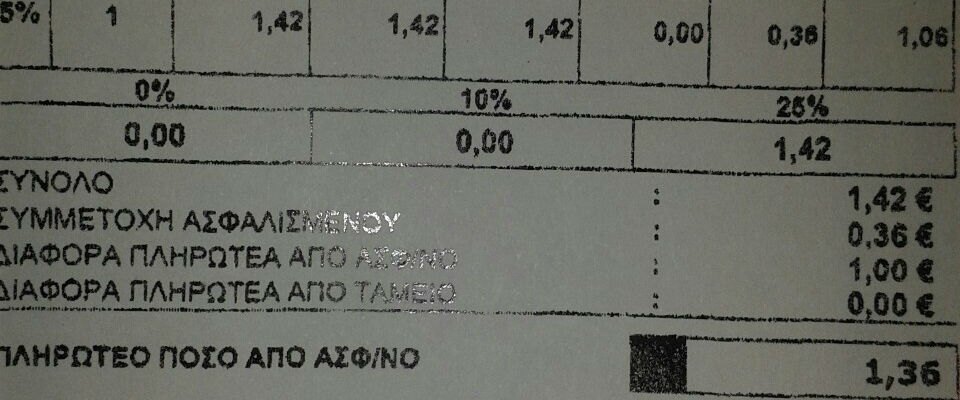 5% 1 1,42 1,42 1,42 0,00 0,36 1,06
0% 10% 25%
0,00 0,00 1,42
ΣΥΝΟΛΟ : 1,42 €
ΣΥΜΜΕΤΟΧΗ ΑΣΦΑΛΙΣΜΕΝΟΥ : 0,36 €
ΔΙΑΦΟΡΑ ΠΛΗΡΩΤΕΑ ΑΠΟ ΑΣΦ/ΝΟ : 1,00 €
ΔΙΑΦΟΡΑ ΠΛΗΡΩΤΕΑ ΑΠΟ ΤΑΜΕΙΟ : 0,00 €
ΠΛΗΡΩΤΕΟ ΠΟΣΟ ΑΠΟ ΑΣΦ/ΝΟ 1,36